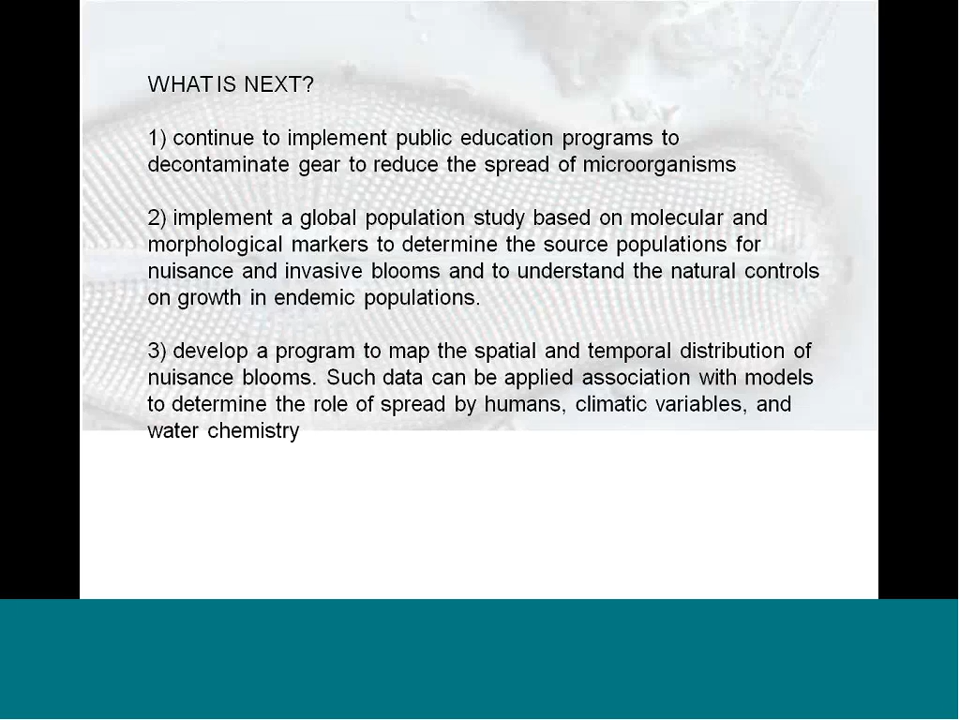 WHAT IS NEXT?
1) continue to implement public education programs to
decontaminate gear to reduce the spread of microorganisms
2) implement a global population study based on molecular and
morphological markers to determine the source populations for
nuisance and invasive blooms and to understand the natural controls
on growth in endemic populations.
3) develop a program to map the spatial and temporal distribution of
nuisance blooms. Such data can be applied association with models
to determine the role of spread by humans, climatic variables, and
water chemistry